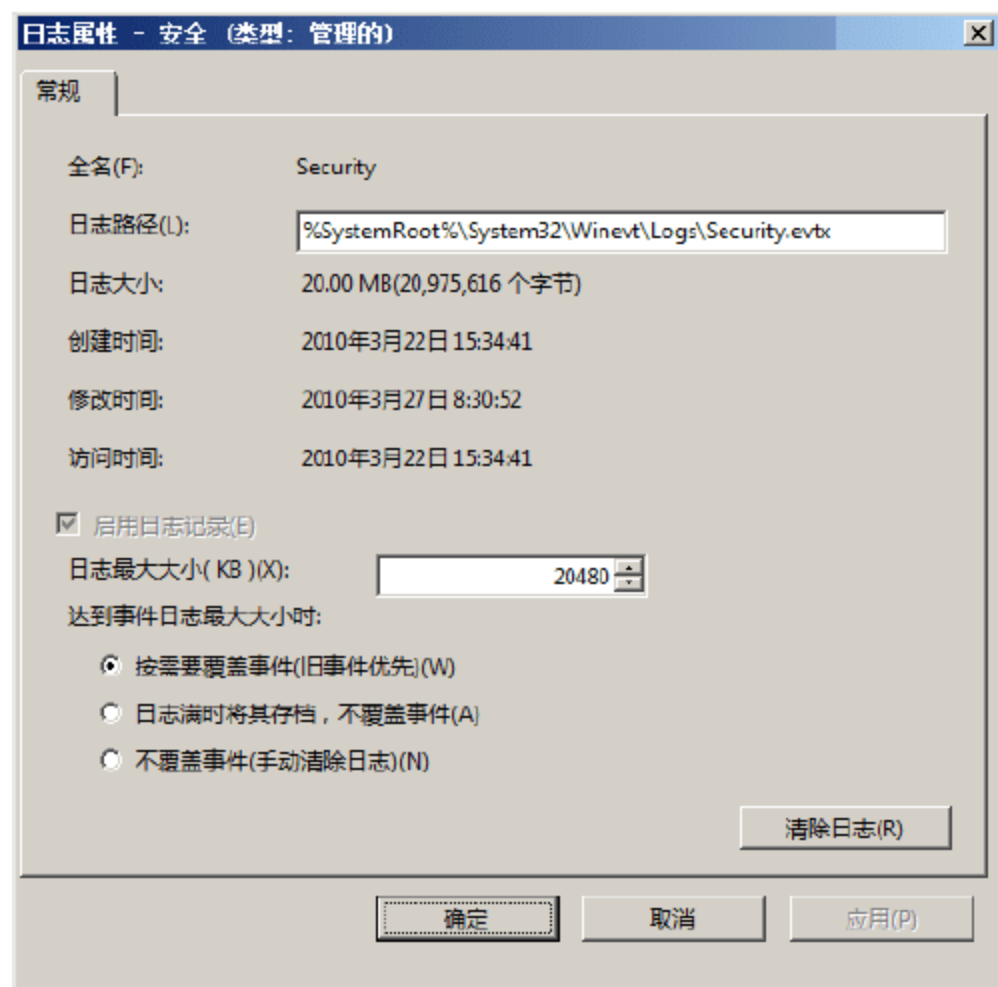 日志属性 - 安全 (类型: 管理的)
常规
全名(F): Security
日志路径(L): %SystemRoot%\System32\Winevt\Logs\Security.evtx
日志大小: 20.00 MB(20,975,616 个字节)
创建时间: 2010年3月22日 15:34:41
修改时间: 2010年3月27日 8:30:52
访问时间: 2010年3月22日 15:34:41
启用日志记录(E)
日志最大大小( KB )(X): 20480
达到事件日志最大大小时:
按需要覆盖事件(旧事件优先)(W)
日志满时将其存档，不覆盖事件(A)
不覆盖事件(手动清除日志)(N)
清除日志(R)
确定 取消 应用(P)